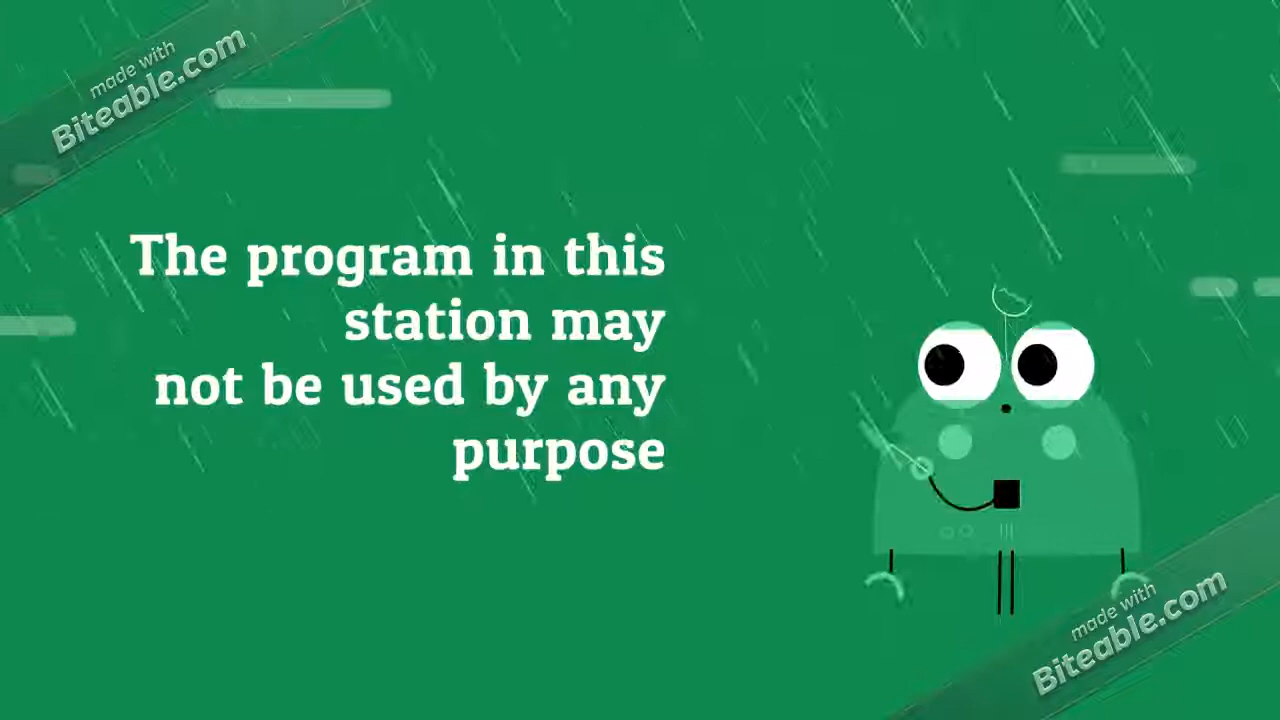 made with
Biteable.com
The program in this
station may
not be used by any
purpose
made with
Biteable.com